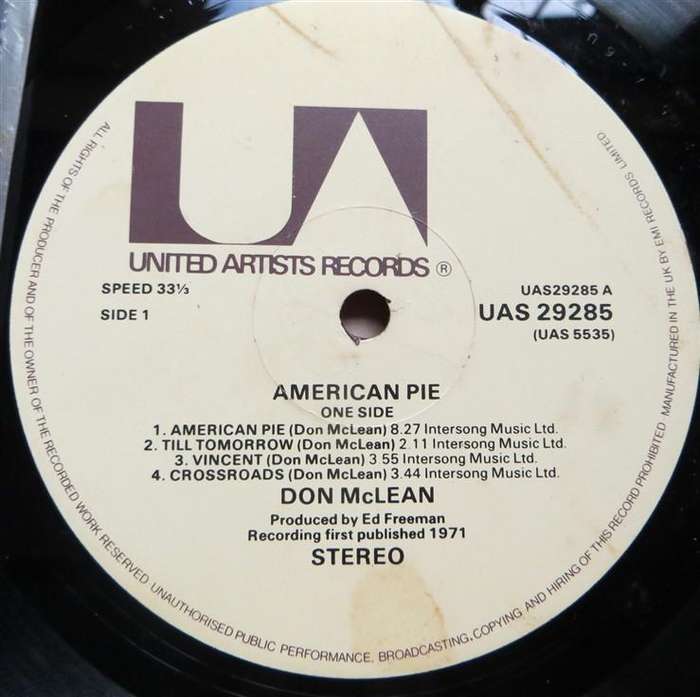 UA
UNITED ARTISTS RECORDS ®
SPEED 33⅓
SIDE 1
UAS29285 A
UAS 29285
(UAS 5535)
AMERICAN PIE
ONE SIDE
1. AMERICAN PIE (Don McLean) 8.27 Intersong Music Ltd.
2. TILL TOMORROW (Don McLean) 2.11 Intersong Music Ltd.
3. VINCENT (Don McLean) 3 55 Intersong Music Ltd.
4. CROSSROADS (Don McLean) 3.44 Intersong Music Ltd.
DON McLEAN
Produced by Ed Freeman
Recording first published 1971
STEREO
ALL RIGHTS OF THE PRODUCER AND OF THE OWNER OF THE RECORDED WORK RESERVED. UNAUTHORISED PUBLIC PERFORMANCE, BROADCASTING, COPYING AND HIRING OF THIS RECORD PROHIBITED MANUFACTURED IN THE UK BY EMI RECORDS LIMITED